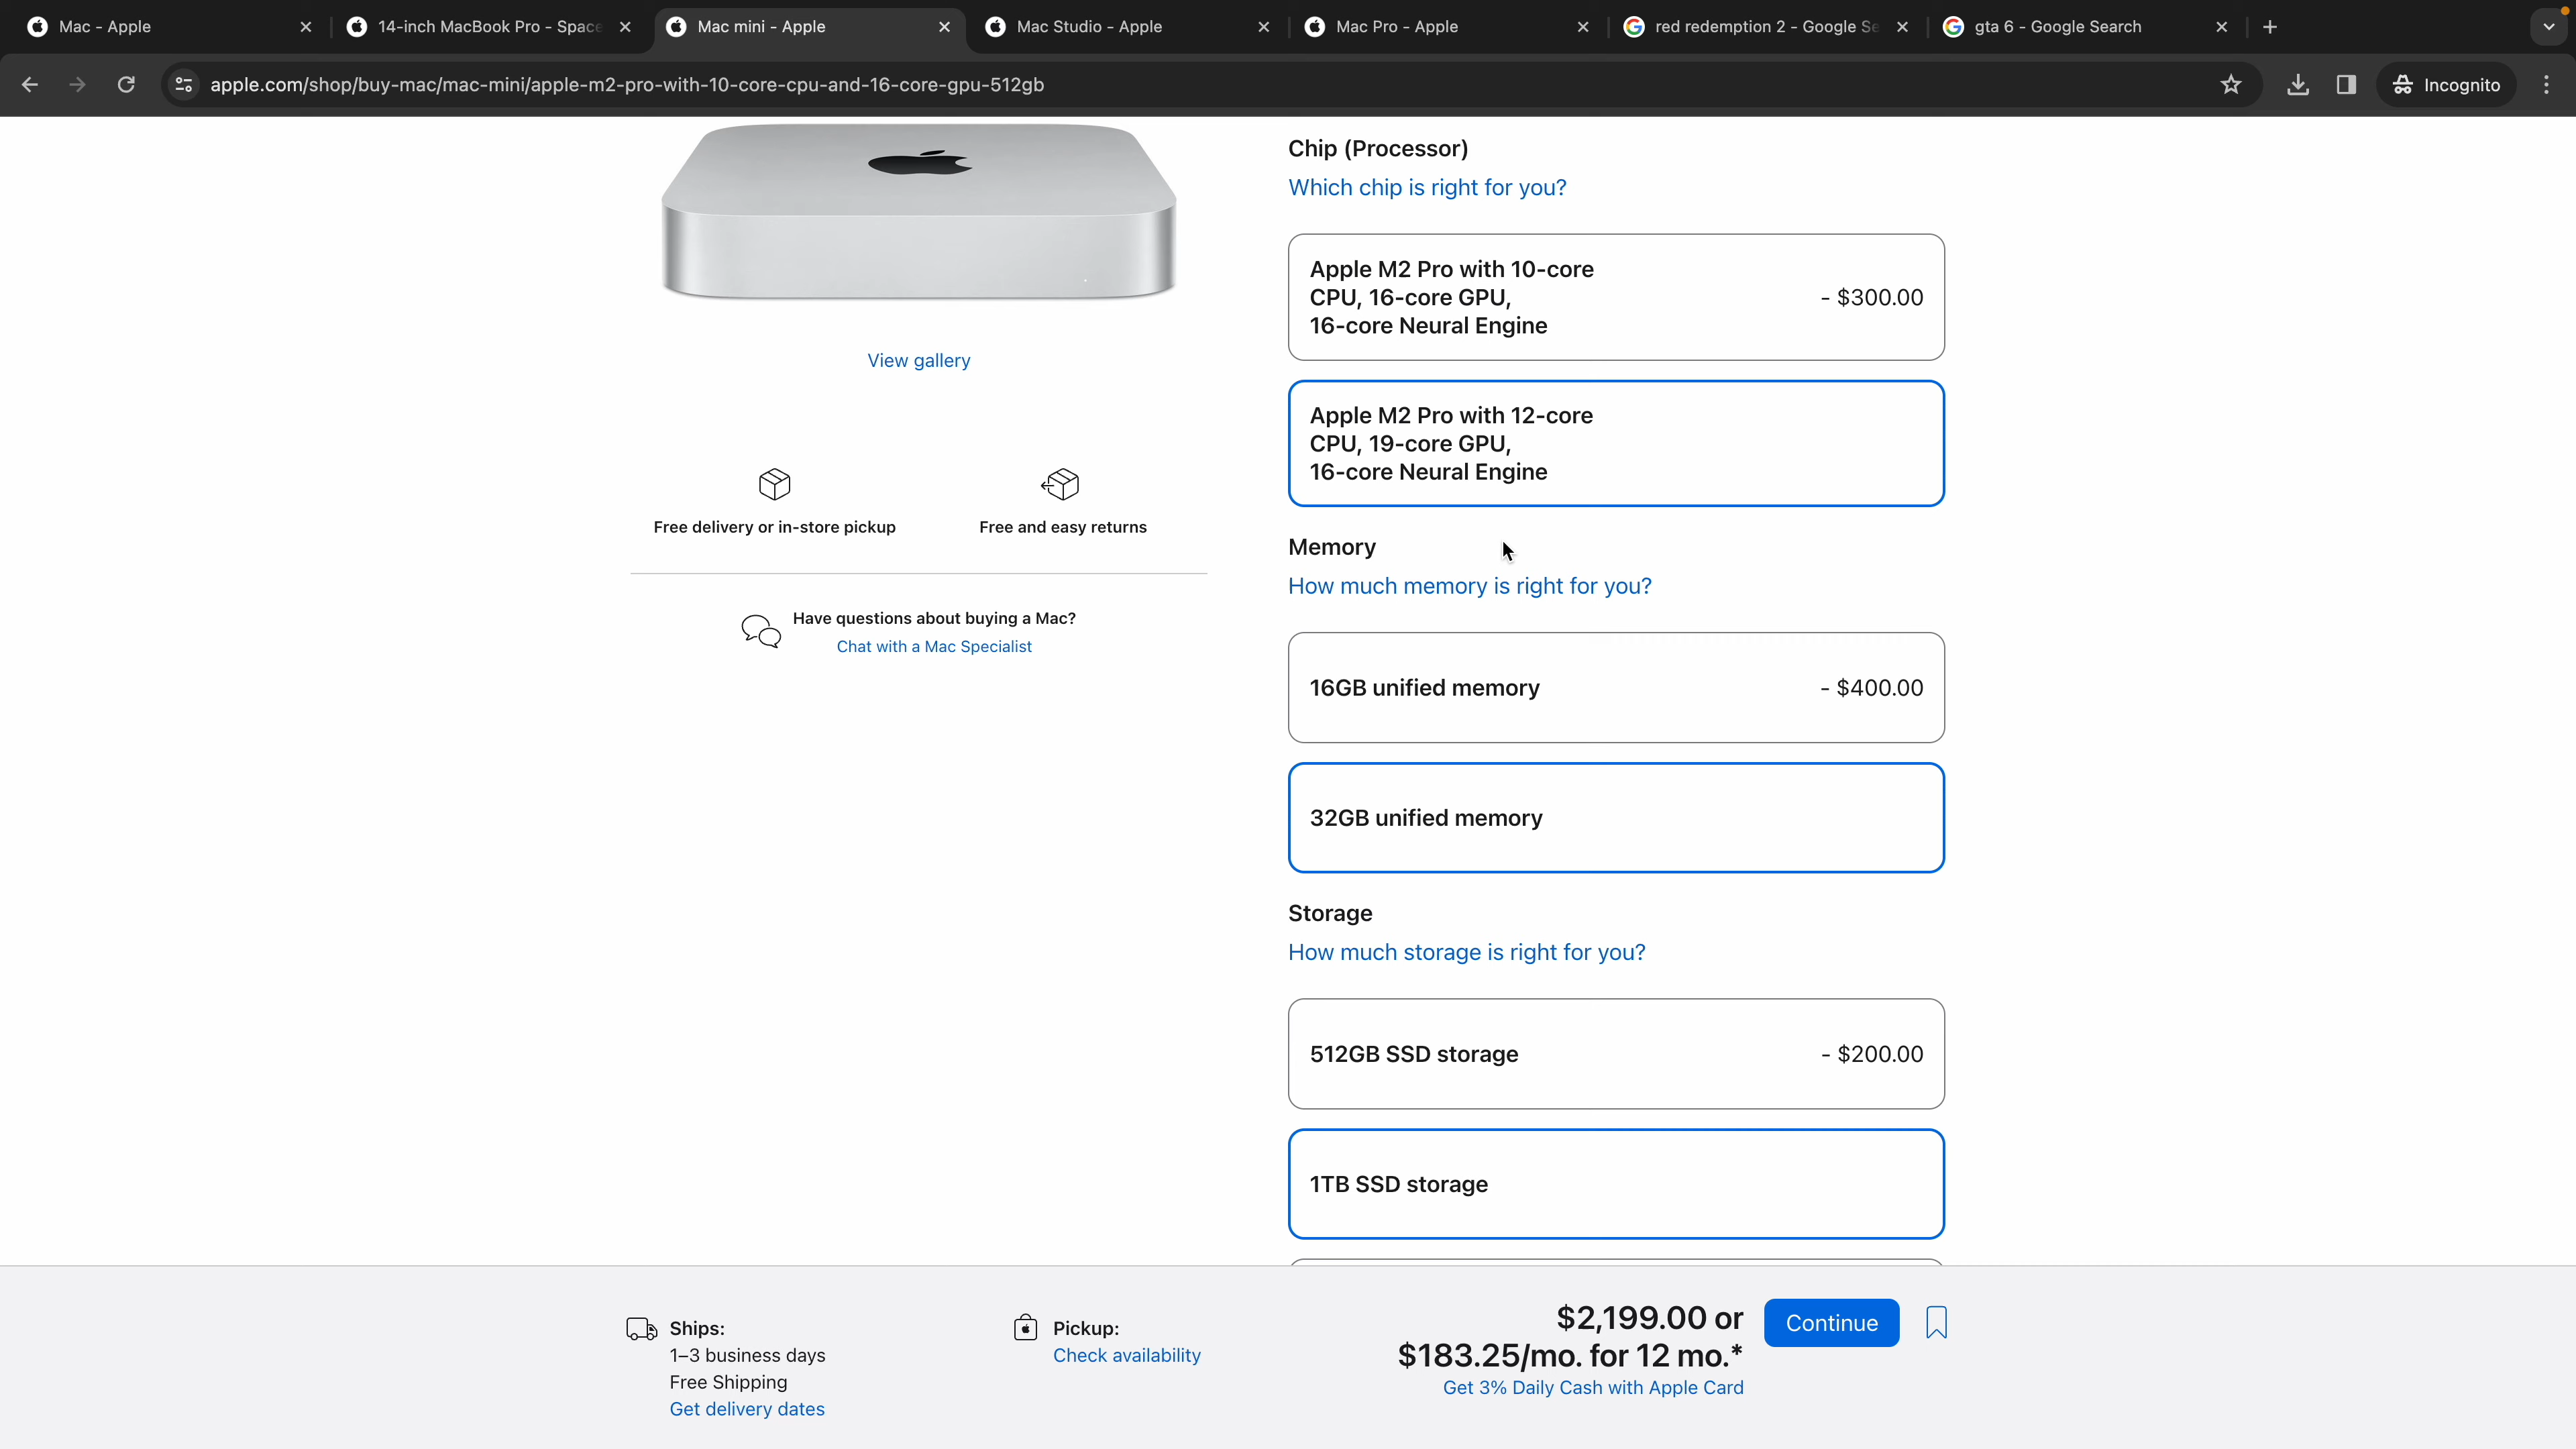 Mac - Apple
14-inch MacBook Pro - Space
Mac mini - Apple
Mac Studio - Apple
Mac Pro - Apple
red redemption 2 - Google Se
gta 6 - Google Search
apple.com/shop/buy-mac/mac-mini/apple-m2-pro-with-10-core-cpu-and-16-core-gpu-512gb
Incognito
View gallery
Free delivery or in-store pickup
Free and easy returns
Have questions about buying a Mac?
Chat with a Mac Specialist
Chip (Processor)
Which chip is right for you?
Apple M2 Pro with 10-core
CPU, 16-core GPU,
16-core Neural Engine
- $300.00
Apple M2 Pro with 12-core
CPU, 19-core GPU,
16-core Neural Engine
Memory
How much memory is right for you?
16GB unified memory
- $400.00
32GB unified memory
Storage
How much storage is right for you?
512GB SSD storage
- $200.00
1TB SSD storage
Ships:
1–3 business days
Free Shipping
Get delivery dates
Pickup:
Check availability
$2,199.00 or
$183.25/mo. for 12 mo.*
Get 3% Daily Cash with Apple Card
Continue